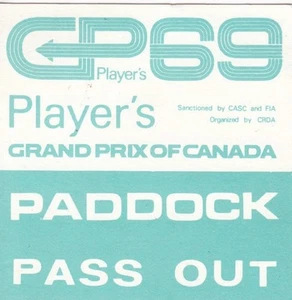 GP69
Player's
Player's
Sanctioned by CASC and FIA
Organized by CRDA
GRAND PRIX OF CANADA
PADDOCK
PASS OUT